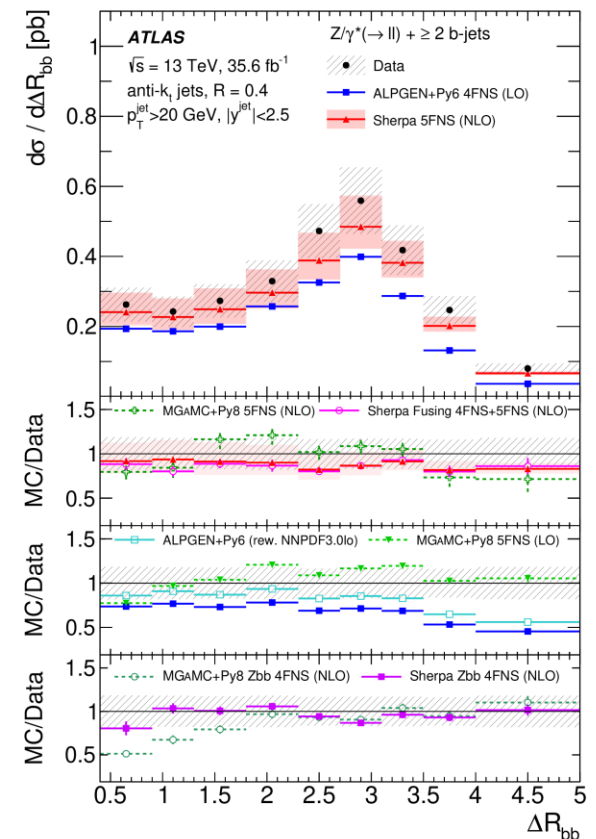 dσ / dΔR_bb [pb]
ATLAS
√s = 13 TeV, 35.6 fb⁻¹
anti-k_t jets, R = 0.4
p_T^jet>20 GeV, |y^jet|<2.5
Z/γ*(→ ll) + ≥ 2 b-jets
Data
ALPGEN+Py6 4FNS (LO)
Sherpa 5FNS (NLO)
1
0.8
0.6
0.4
0.2
MC/Data
1.5
1
0.5
MGAMC+Py8 5FNS (NLO)
Sherpa Fusing 4FNS+5FNS (NLO)
MC/Data
1.5
1
0.5
ALPGEN+Py6 (rew. NNPDF3.0lo)
MGAMC+Py8 5FNS (LO)
MC/Data
1.5
1
0.5
MGAMC+Py8 Zbb 4FNS (NLO)
Sherpa Zbb 4FNS (NLO)
0.5 1 1.5 2 2.5 3 3.5 4 4.5 5
ΔR_bb